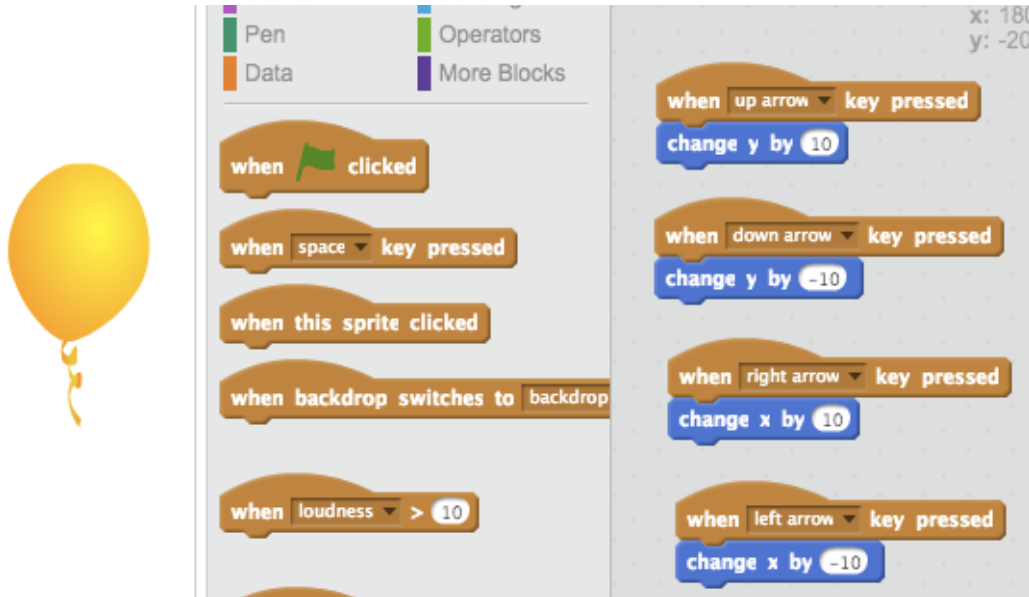 Pen
Operators
Data
More Blocks
when clicked
when space key pressed
when this sprite clicked
when backdrop switches to backdrop
when loudness > 10
x: 180
y: -20
when up arrow key pressed
change y by 10
when down arrow key pressed
change y by -10
when right arrow key pressed
change x by 10
when left arrow key pressed
change x by -10